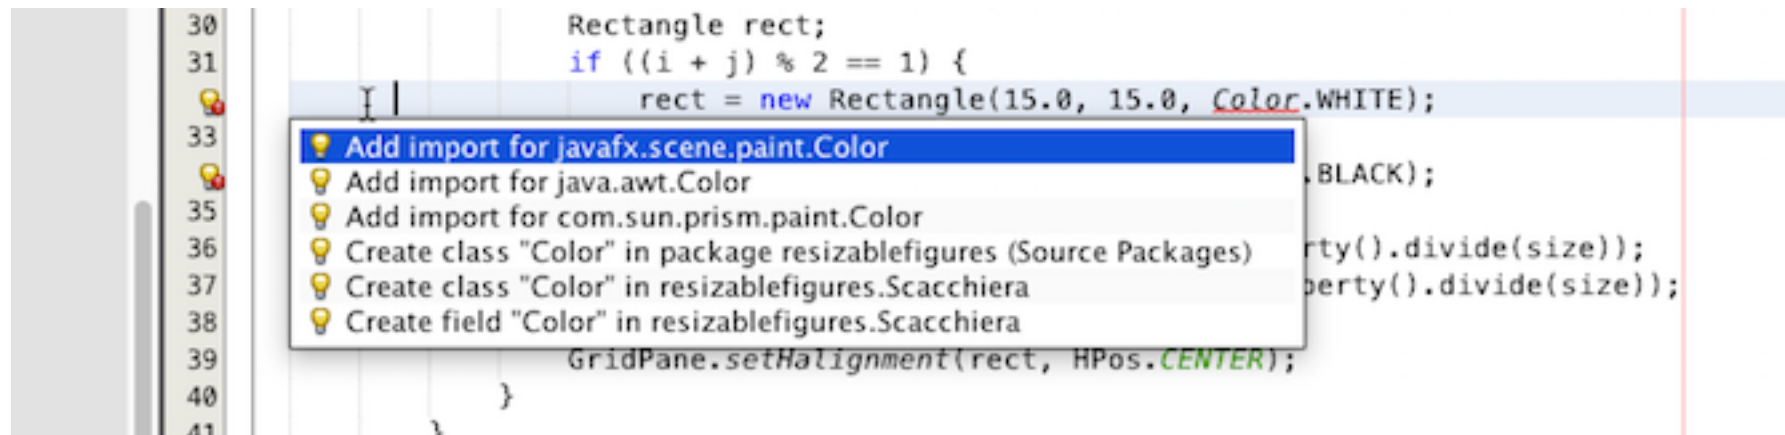 30 Rectangle rect;
31 if ((i + j) % 2 == 1) {
rect = new Rectangle(15.0, 15.0, Color.WHITE);
33
Add import for javafx.scene.paint.Color
.BLACK);
Add import for java.awt.Color
35
Add import for com.sun.prism.paint.Color
36 rty().divide(size));
Create class "Color" in package resizablefigures (Source Packages)
37 perty().divide(size));
Create class "Color" in resizablefigures.Scacchiera
38
Create field "Color" in resizablefigures.Scacchiera
39 GridPane.setHalignment(rect, HPos.CENTER);
40 }
41 }